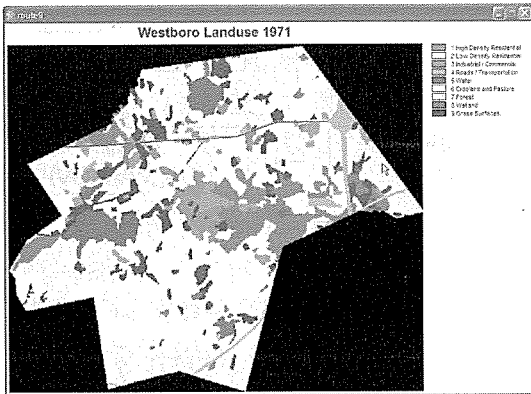 route9
Westboro Landuse 1971
1 High Density Residential
2 Low Density Residential
3 Industrial / Commercial
4 Roads / Transportation
5 Water
6 Cropland and Pasture
7 Forest
8 Wetland
9 Grass Surfaces